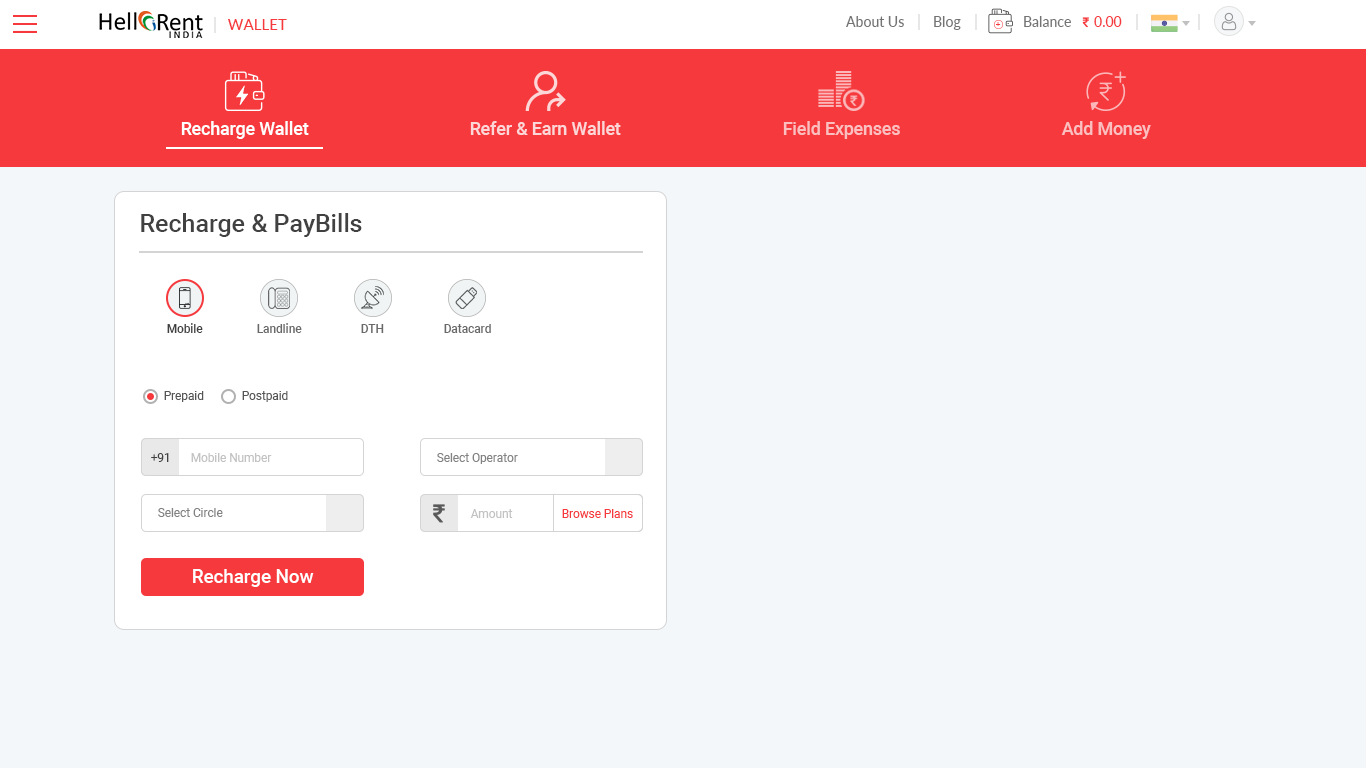 HelloRent INDIA
WALLET
About Us
Blog
Balance ₹ 0.00
Recharge Wallet
Refer & Earn Wallet
Field Expenses
Add Money
Recharge & PayBills
Mobile
Landline
DTH
Datacard
Prepaid
Postpaid
+91 Mobile Number
Select Operator
Select Circle
₹ Amount
Browse Plans
Recharge Now